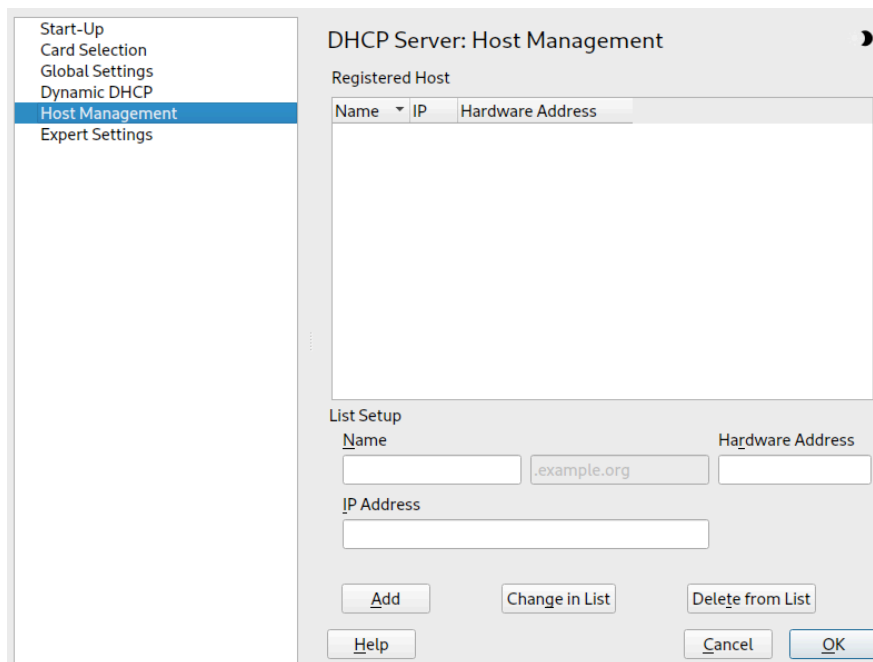 Start-Up
Card Selection
Global Settings
Dynamic DHCP
Host Management
Expert Settings
DHCP Server: Host Management
Registered Host
Name IP Hardware Address
List Setup
Name Hardware Address
.example.org
IP Address
Add Change in List Delete from List
Help Cancel OK